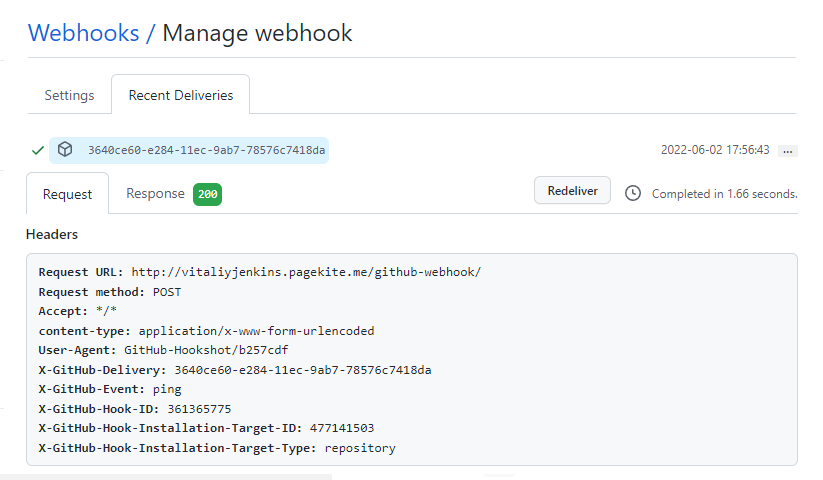 Webhooks / Manage webhook
Settings
Recent Deliveries
3640ce60-e284-11ec-9ab7-78576c7418da
2022-06-02 17:56:43 ...
Request
Response 200
Redeliver
Completed in 1.66 seconds.
Headers
Request URL: http://vitaliyjenkins.pagekite.me/github-webhook/
Request method: POST
Accept: */*
content-type: application/x-www-form-urlencoded
User-Agent: GitHub-Hookshot/b257cdf
X-GitHub-Delivery: 3640ce60-e284-11ec-9ab7-78576c7418da
X-GitHub-Event: ping
X-GitHub-Hook-ID: 361365775
X-GitHub-Hook-Installation-Target-ID: 477141503
X-GitHub-Hook-Installation-Target-Type: repository